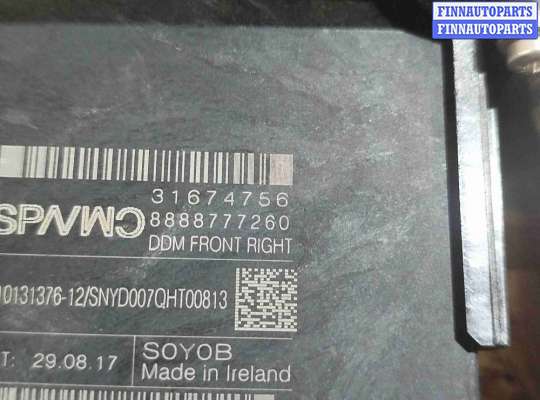 FINNAUTOPARTS
FINNAUTOPARTS
31674756
8888777260
DDM FRONT RIGHT
10131376-12/SNYD007QHT00813
T: 29.08.17
SOYOB
Made in Ireland